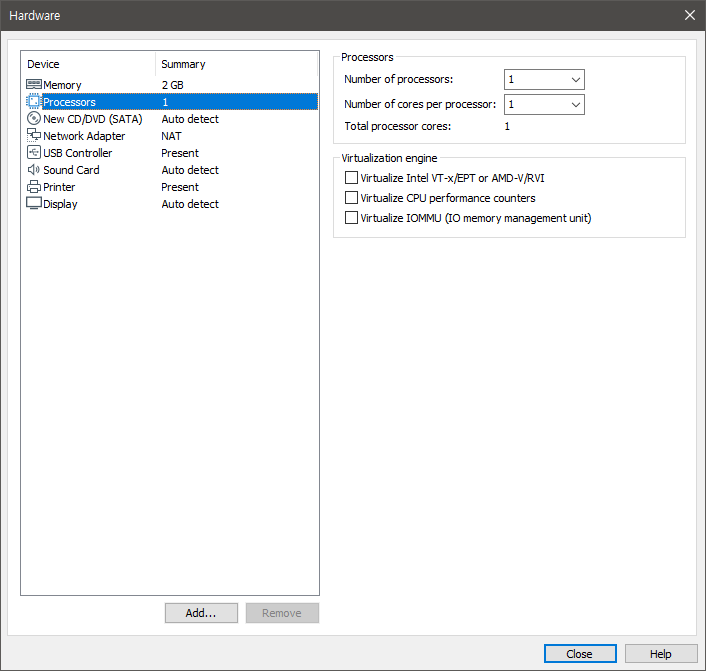 Hardware
Device Summary
Memory 2 GB
Processors 1
New CD/DVD (SATA) Auto detect
Network Adapter NAT
USB Controller Present
Sound Card Auto detect
Printer Present
Display Auto detect
Add...
Remove
Processors
Number of processors: 1
Number of cores per processor: 1
Total processor cores: 1
Virtualization engine
Virtualize Intel VT-x/EPT or AMD-V/RVI
Virtualize CPU performance counters
Virtualize IOMMU (IO memory management unit)
Close
Help